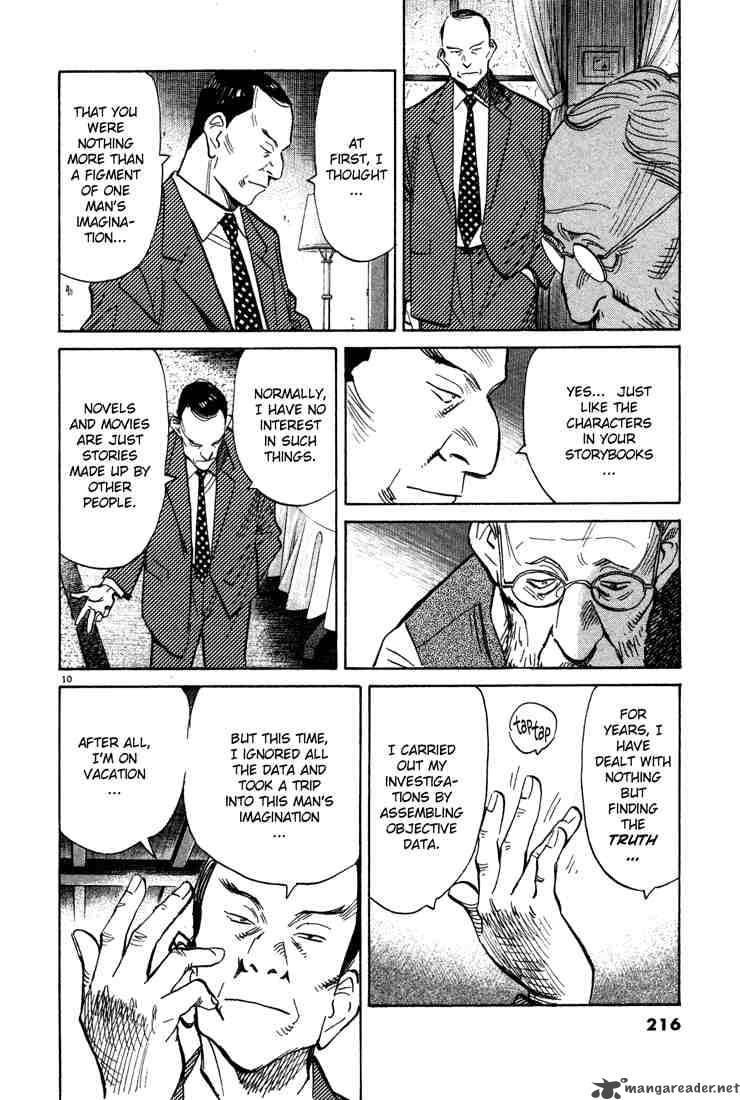 AT
FIRST, I
THOUGHT
...
THAT YOU
WERE
NOTHING
MORE THAN
A FIGMENT
OF ONE
MAN'S
IMAGINA-
TION...
YES... JUST
LIKE THE
CHARACTERS
IN YOUR
STORYBOOKS
...
NORMALLY,
I HAVE NO
INTEREST
IN SUCH
THINGS.
NOVELS
AND MOVIES
ARE JUST
STORIES
MADE UP BY
OTHER
PEOPLE.
10
FOR
YEARS, I
HAVE
DEALT WITH
NOTHING
BUT
FINDING
THE
TRUTH
...
tap tap
I CARRIED
OUT MY
INVESTIGA-
TIONS BY
ASSEMBLING
OBJECTIVE
DATA.
BUT THIS TIME,
I IGNORED ALL
THE DATA AND
TOOK A TRIP
INTO THIS MAN'S
IMAGINATION
...
AFTER ALL,
I'M ON
VACATION
...
216
mangareader.net